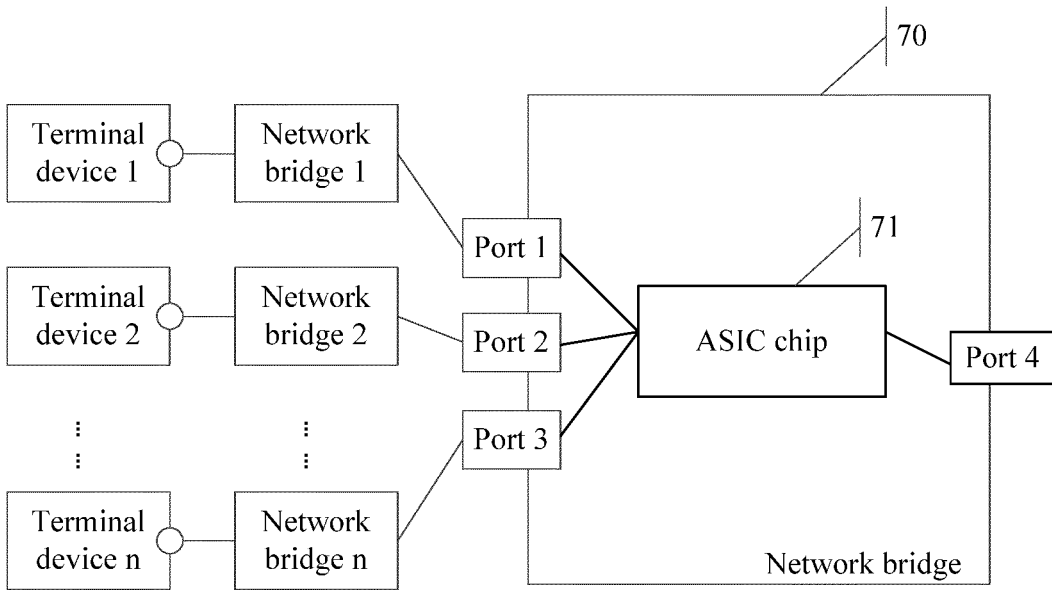 70
Terminal
device 1
Network
bridge 1
Port 1
71
Terminal
device 2
Network
bridge 2
Port 2
ASIC chip
Port 4
Port 3
Terminal
device n
Network
bridge n
Network bridge